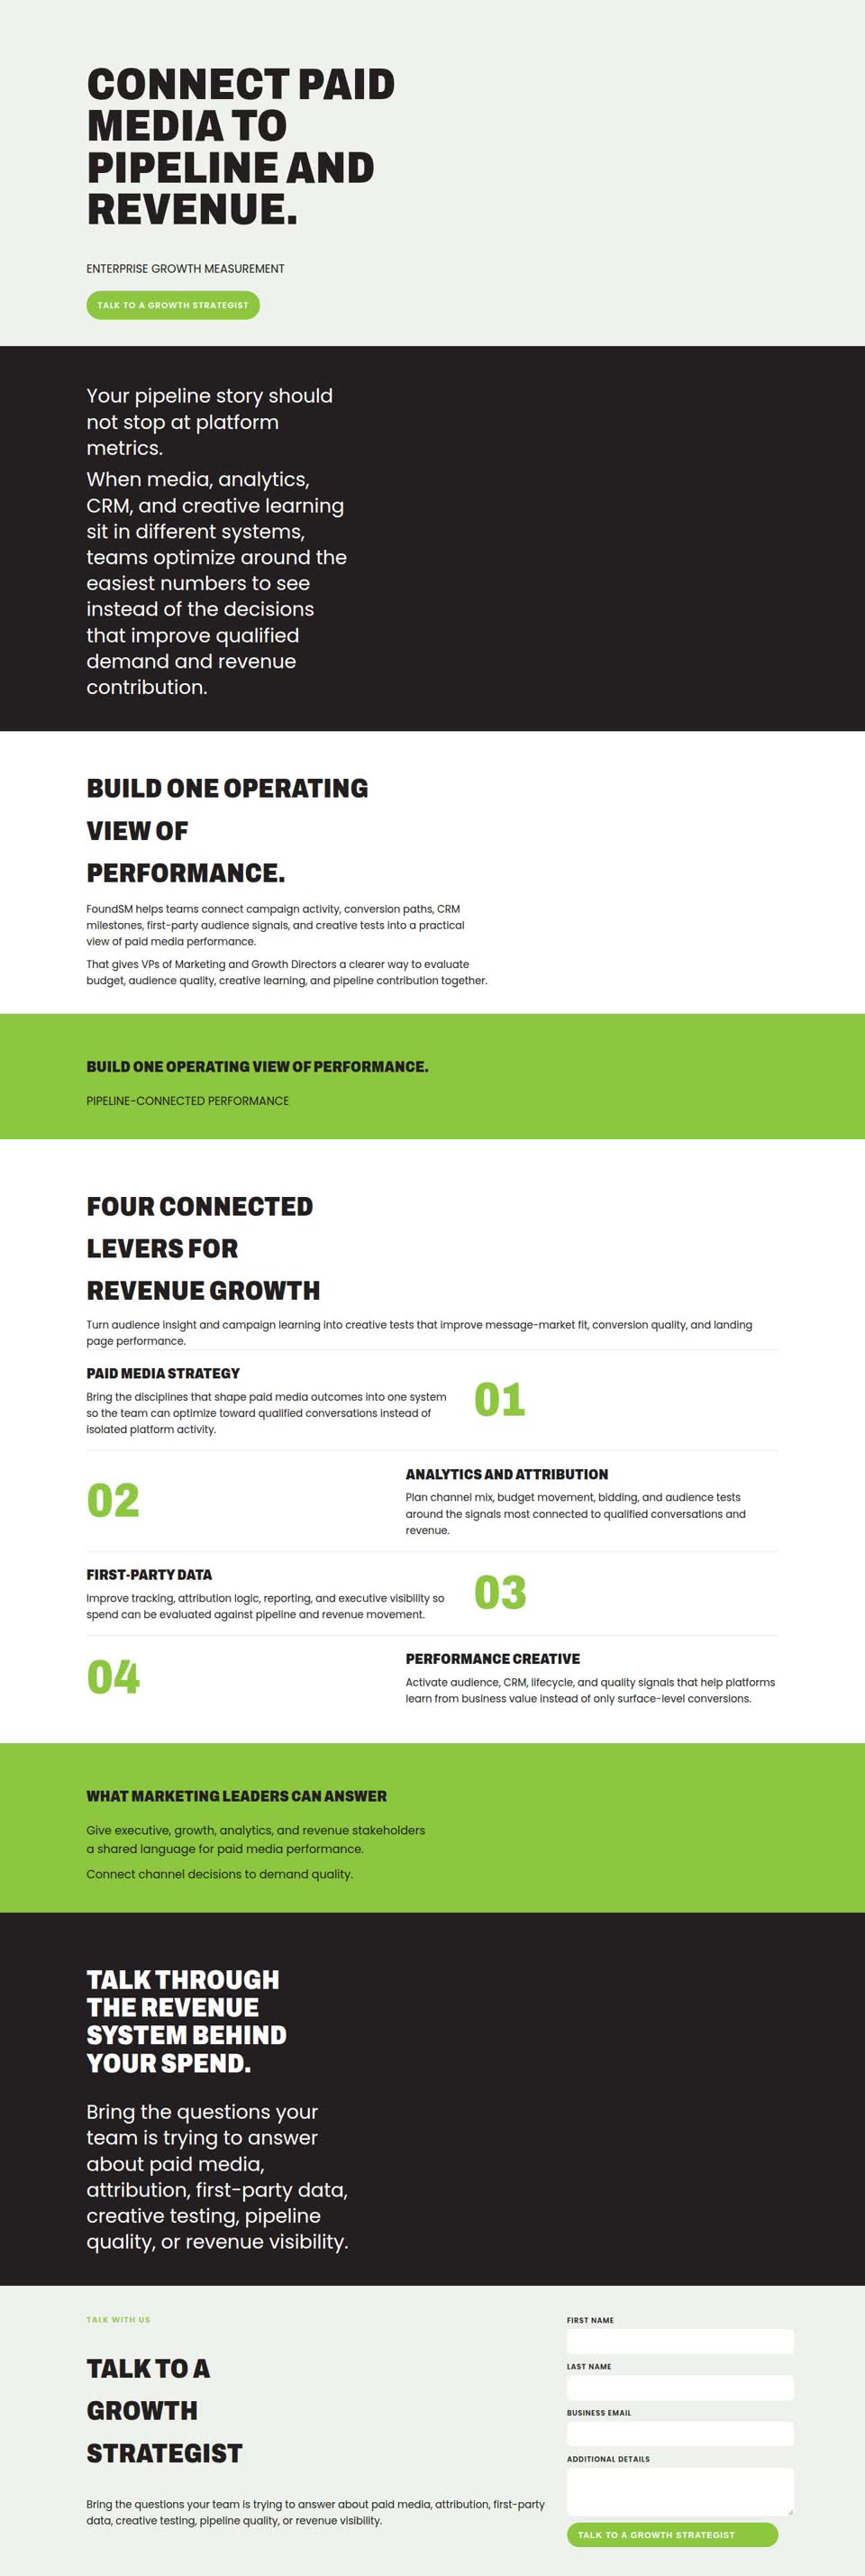 CONNECT PAID
MEDIA TO
PIPELINE AND
REVENUE.
ENTERPRISE GROWTH MEASUREMENT
TALK TO A GROWTH STRATEGIST
Your pipeline story should
not stop at platform
metrics.
When media, analytics,
CRM, and creative learning
sit in different systems,
teams optimize around the
easiest numbers to see
instead of the decisions
that improve qualified
demand and revenue
contribution.
BUILD ONE OPERATING
VIEW OF
PERFORMANCE.
FoundSM helps teams connect campaign activity, conversion paths, CRM
milestones, first-party audience signals, and creative tests into a practical
view of paid media performance.
That gives VPs of Marketing and Growth Directors a clearer way to evaluate
budget, audience quality, creative learning, and pipeline contribution together.
BUILD ONE OPERATING VIEW OF PERFORMANCE.
PIPELINE-CONNECTED PERFORMANCE
FOUR CONNECTED
LEVERS FOR
REVENUE GROWTH
Turn audience insight and campaign learning into creative tests that improve message-market fit, conversion quality, and landing
page performance.
PAID MEDIA STRATEGY
Bring the disciplines that shape paid media outcomes into one system
so the team can optimize toward qualified conversations instead of
isolated platform activity.
01
02
ANALYTICS AND ATTRIBUTION
Plan channel mix, budget movement, bidding, and audience tests
around the signals most connected to qualified conversations and
revenue.
FIRST-PARTY DATA
Improve tracking, attribution logic, reporting, and executive visibility so
spend can be evaluated against pipeline and revenue movement.
03
04
PERFORMANCE CREATIVE
Activate audience, CRM, lifecycle, and quality signals that help platforms
learn from business value instead of only surface-level conversions.
WHAT MARKETING LEADERS CAN ANSWER
Give executive, growth, analytics, and revenue stakeholders
a shared language for paid media performance.
Connect channel decisions to demand quality.
TALK THROUGH
THE REVENUE
SYSTEM BEHIND
YOUR SPEND.
Bring the questions your
team is trying to answer
about paid media,
attribution, first-party data,
creative testing, pipeline
quality, or revenue visibility.
TALK WITH US
TALK TO A
GROWTH
STRATEGIST
Bring the questions your team is trying to answer about paid media, attribution, first-party
data, creative testing, pipeline quality, or revenue visibility.
FIRST NAME
LAST NAME
BUSINESS EMAIL
ADDITIONAL DETAILS
TALK TO A GROWTH STRATEGIST